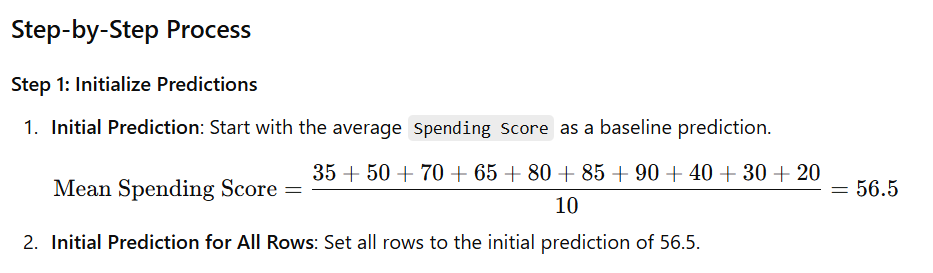 Step-by-Step Process
Step 1: Initialize Predictions
1. Initial Prediction: Start with the average Spending Score as a baseline prediction.
Mean Spending Score = (35 + 50 + 70 + 65 + 80 + 85 + 90 + 40 + 30 + 20) / 10 = 56.5
2. Initial Prediction for All Rows: Set all rows to the initial prediction of 56.5.